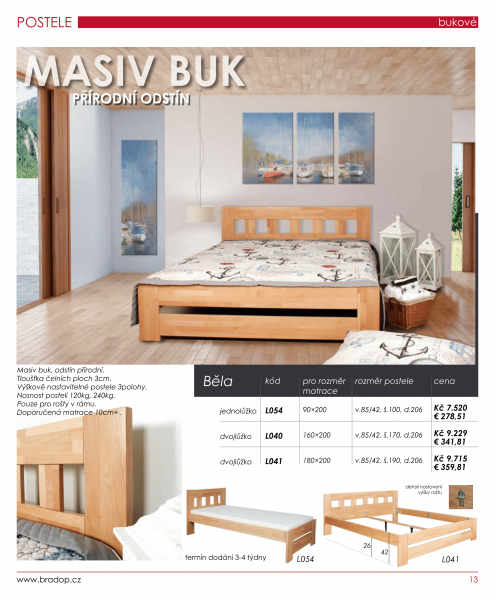 POSTELE
bukové
MASIV BUK
PŘÍRODNÍ ODSTÍN
Masiv buk, odstín přírodní.
Tloušťka čelních ploch 3cm.
Výškově nastavitelné postele 3polohy.
Nosnost postelí 120kg, 240kg.
Pouze pro rošty v rámu.
Doporučená matrace 10cm+ .
Běla kód pro rozměr matrace rozměr postele cena
jednolůžko L054 90×200 v.85/42, š.100, d.206 Kč 7.520
€ 278,51
dvojlůžko L040 160×200 v.85/42, š.170, d.206 Kč 9.229
€ 341,81
dvojlůžko L041 180×200 v.85/42, š.190, d.206 Kč 9.715
€ 359,81
detail nastavení
výšky roštu
26
42
termín dodání 3-4 týdny
L054
L041
www.bradop.cz
13